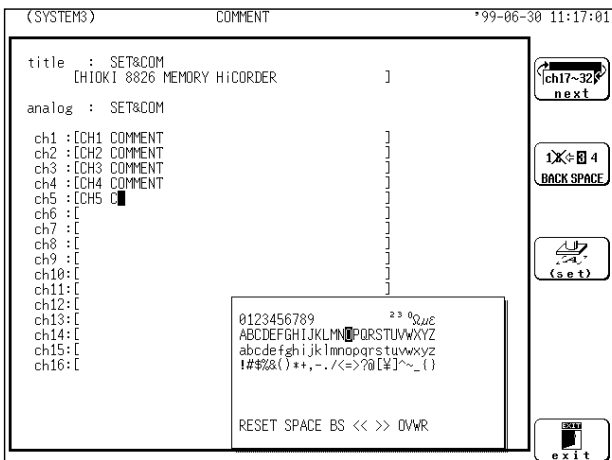 (SYSTEM3) COMMENT '99-06-30 11:17:01
title : SET&COM
[HIOKI 8826 MEMORY HiCORDER ]
analog : SET&COM
ch1 :[CH1 COMMENT ]
ch2 :[CH2 COMMENT ]
ch3 :[CH3 COMMENT ]
ch4 :[CH4 COMMENT ]
ch5 :[CH5 C ]
ch6 :[ ]
ch7 :[ ]
ch8 :[ ]
ch9 :[ ]
ch10:[ ]
ch11:[ ]
ch12:[
ch13:[
ch14:[
ch15:[
ch16:[
0123456789 ²³⁰Ωµε
ABCDEFGHIJKLMNOPQRSTUVWXYZ
abcdefghijklmnopqrstuvwxyz
!#$%&()*+,-./<=>?@[¥]^~_{}
RESET SPACE BS << >> OVWR
ch17~32
next
BACK SPACE
(set)
EXIT
exit